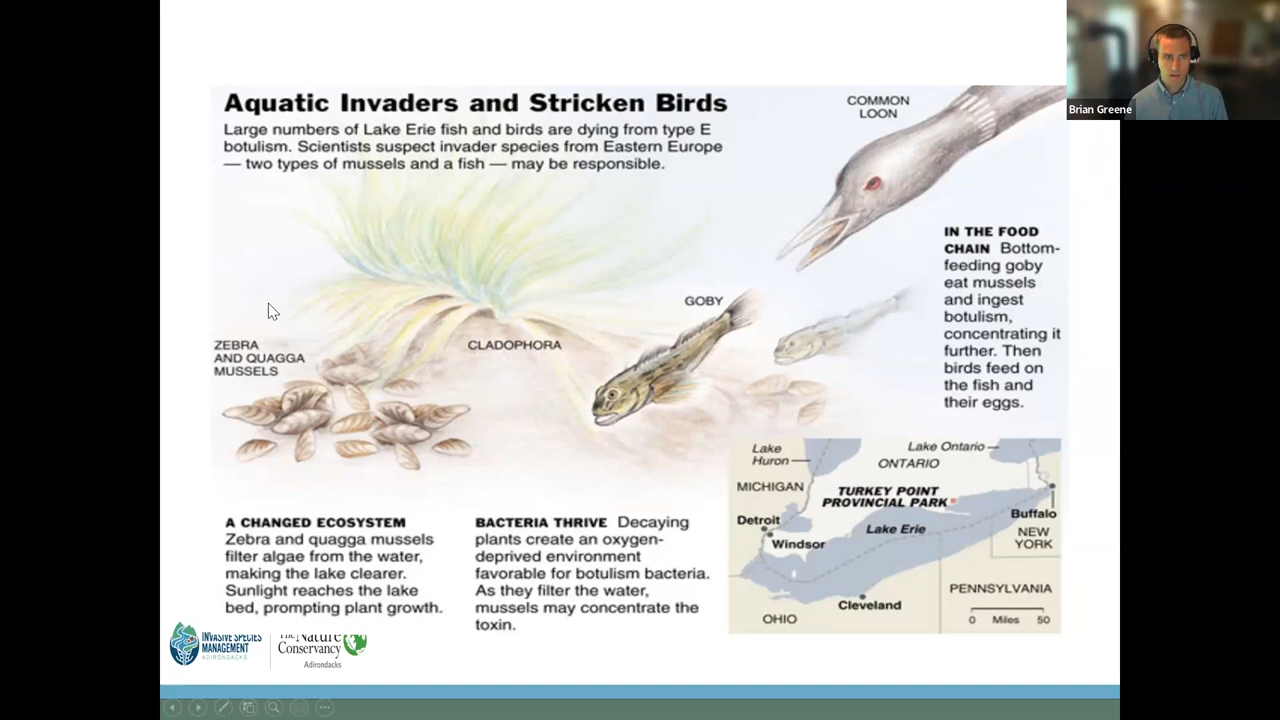 Aquatic Invaders and Stricken Birds
Large numbers of Lake Erie fish and birds are dying from type E
botulism. Scientists suspect invader species from Eastern Europe
— two types of mussels and a fish — may be responsible.
COMMON
LOON
Brian Greene
IN THE FOOD
CHAIN Bottom-
feeding goby
eat mussels
and ingest
botulism,
concentrating it
further. Then
birds feed on
the fish and
their eggs.
GOBY
ZEBRA
AND QUAGGA
MUSSELS
CLADOPHORA
A CHANGED ECOSYSTEM
Zebra and quagga mussels
filter algae from the water,
making the lake clearer.
Sunlight reaches the lake
bed, prompting plant growth.
BACTERIA THRIVE Decaying
plants create an oxygen-
deprived environment
favorable for botulism bacteria.
As they filter the water,
mussels may concentrate the
toxin.
Lake
Huron
Lake Ontario
ONTARIO
MICHIGAN
TURKEY POINT
PROVINCIAL PARK
Detroit
Windsor
Lake Erie
Buffalo
NEW
YORK
PENNSYLVANIA
Cleveland
OHIO
0 Miles 50
INVASIVE SPECIES
MANAGEMENT
ADIRONDACKS
The Nature
Conservancy
Adirondacks